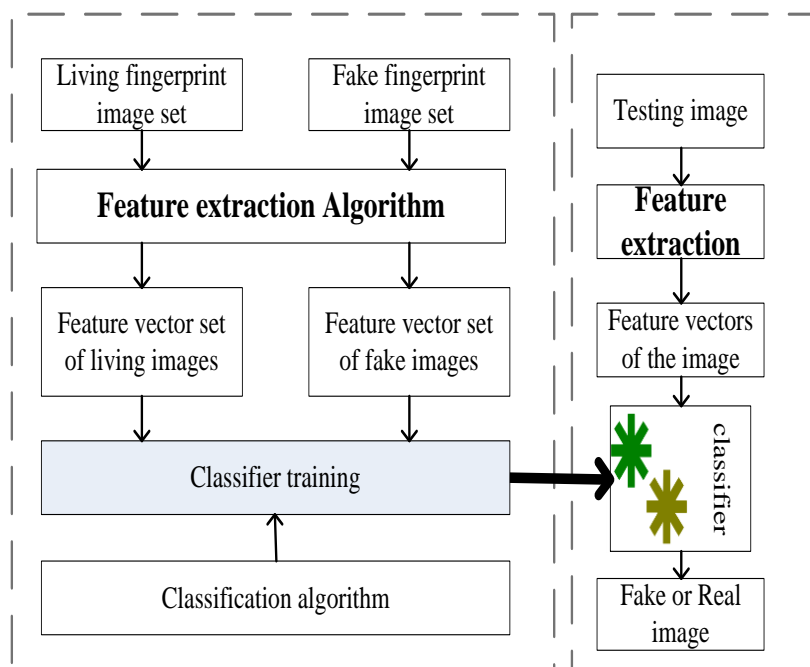 Living fingerprint
image set
Fake fingerprint
image set
Feature extraction Algorithm
Feature vector set
of living images
Feature vector set
of fake images
Classifier training
Classification algorithm
Testing image
Feature
extraction
Feature vectors
of the image
classifier
Fake or Real
image